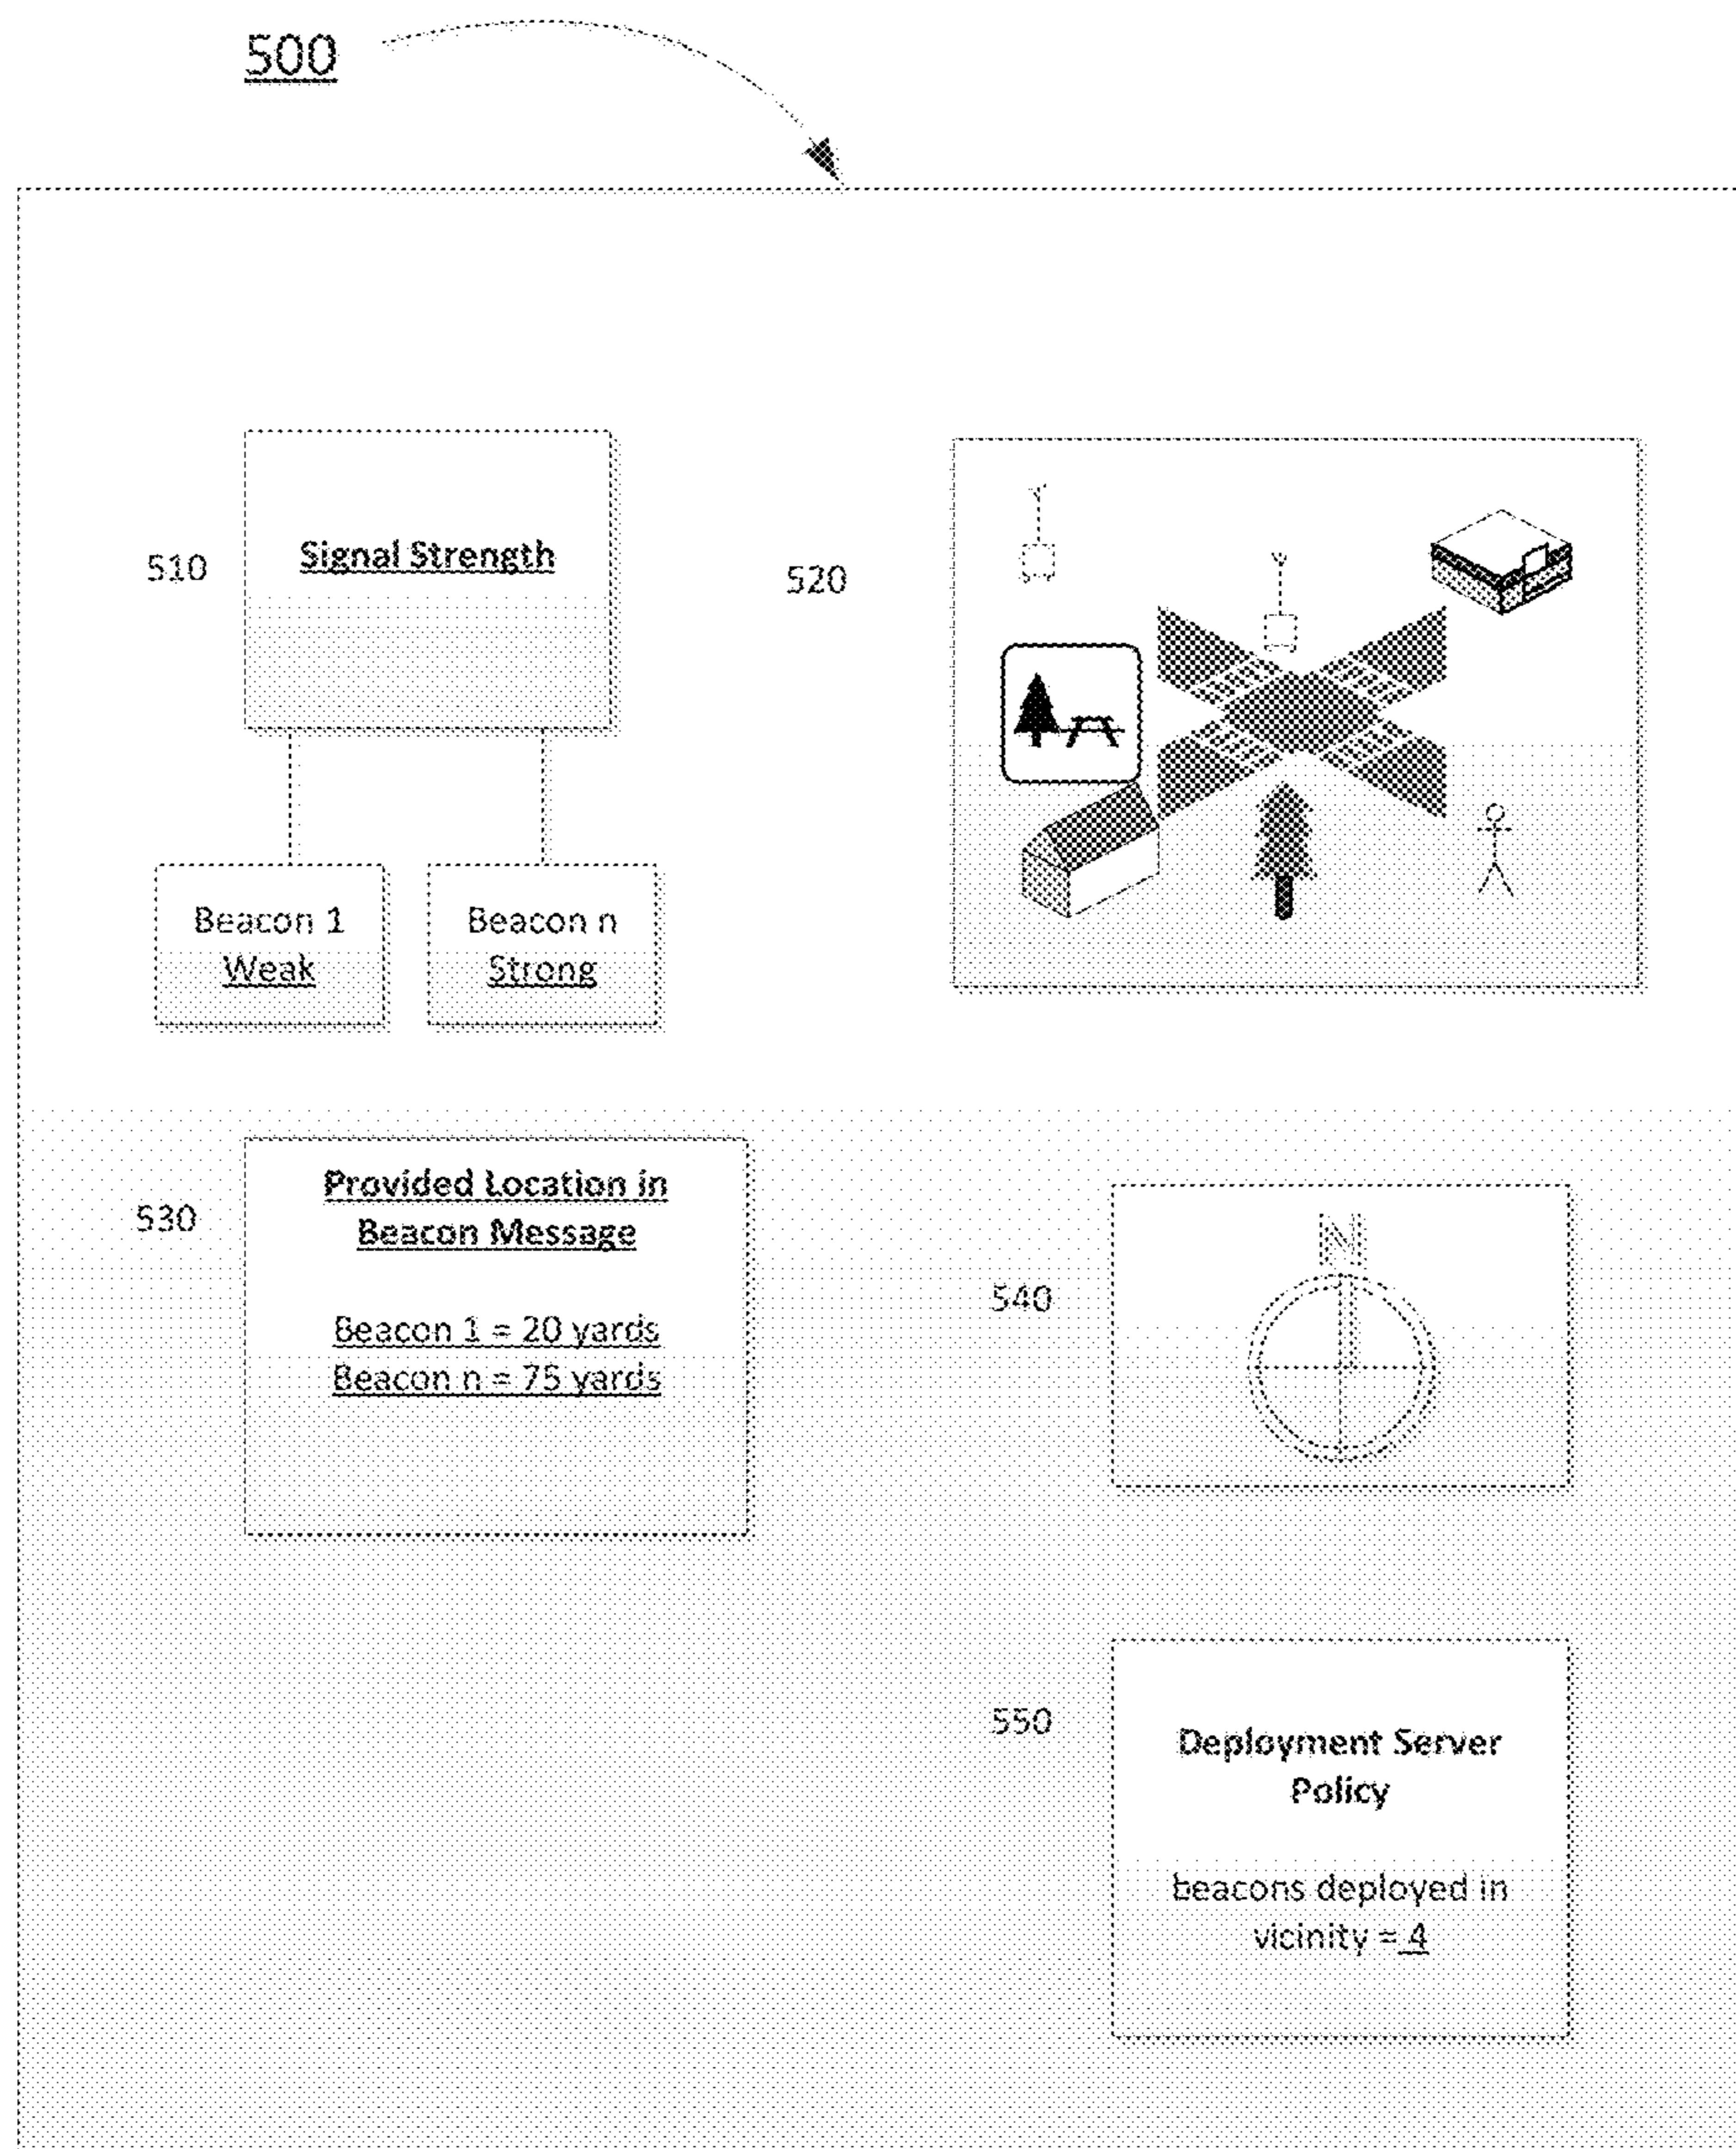 500
510
Signal Strength
Beacon 1
Weak
Beacon n
Strong
520
530
Provided Location in
Beacon Message
Beacon 1 = 20 yards
Beacon n = 75 yards
540
N
550
Deployment Server
Policy
beacons deployed in
vicinity = 4